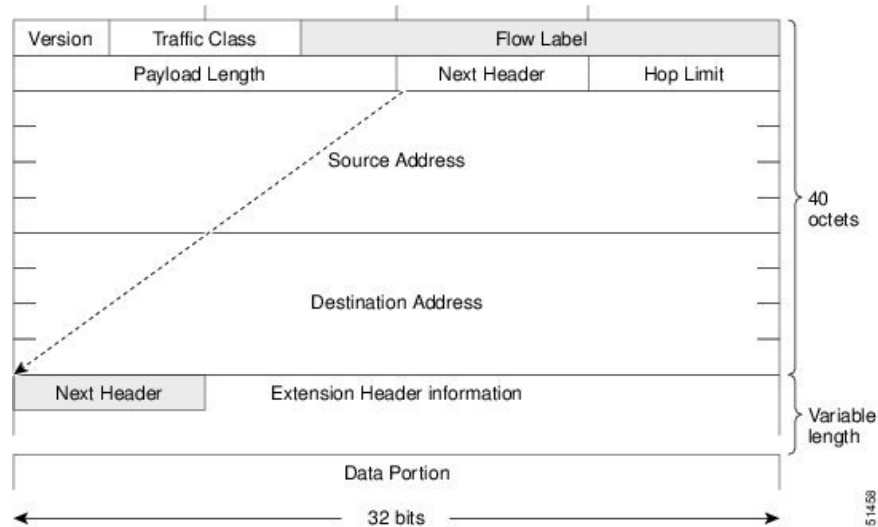 Version Traffic Class Flow Label
Payload Length Next Header Hop Limit
Source Address
40
octets
Destination Address
Next Header Extension Header information
Variable
length
Data Portion
32 bits
51458